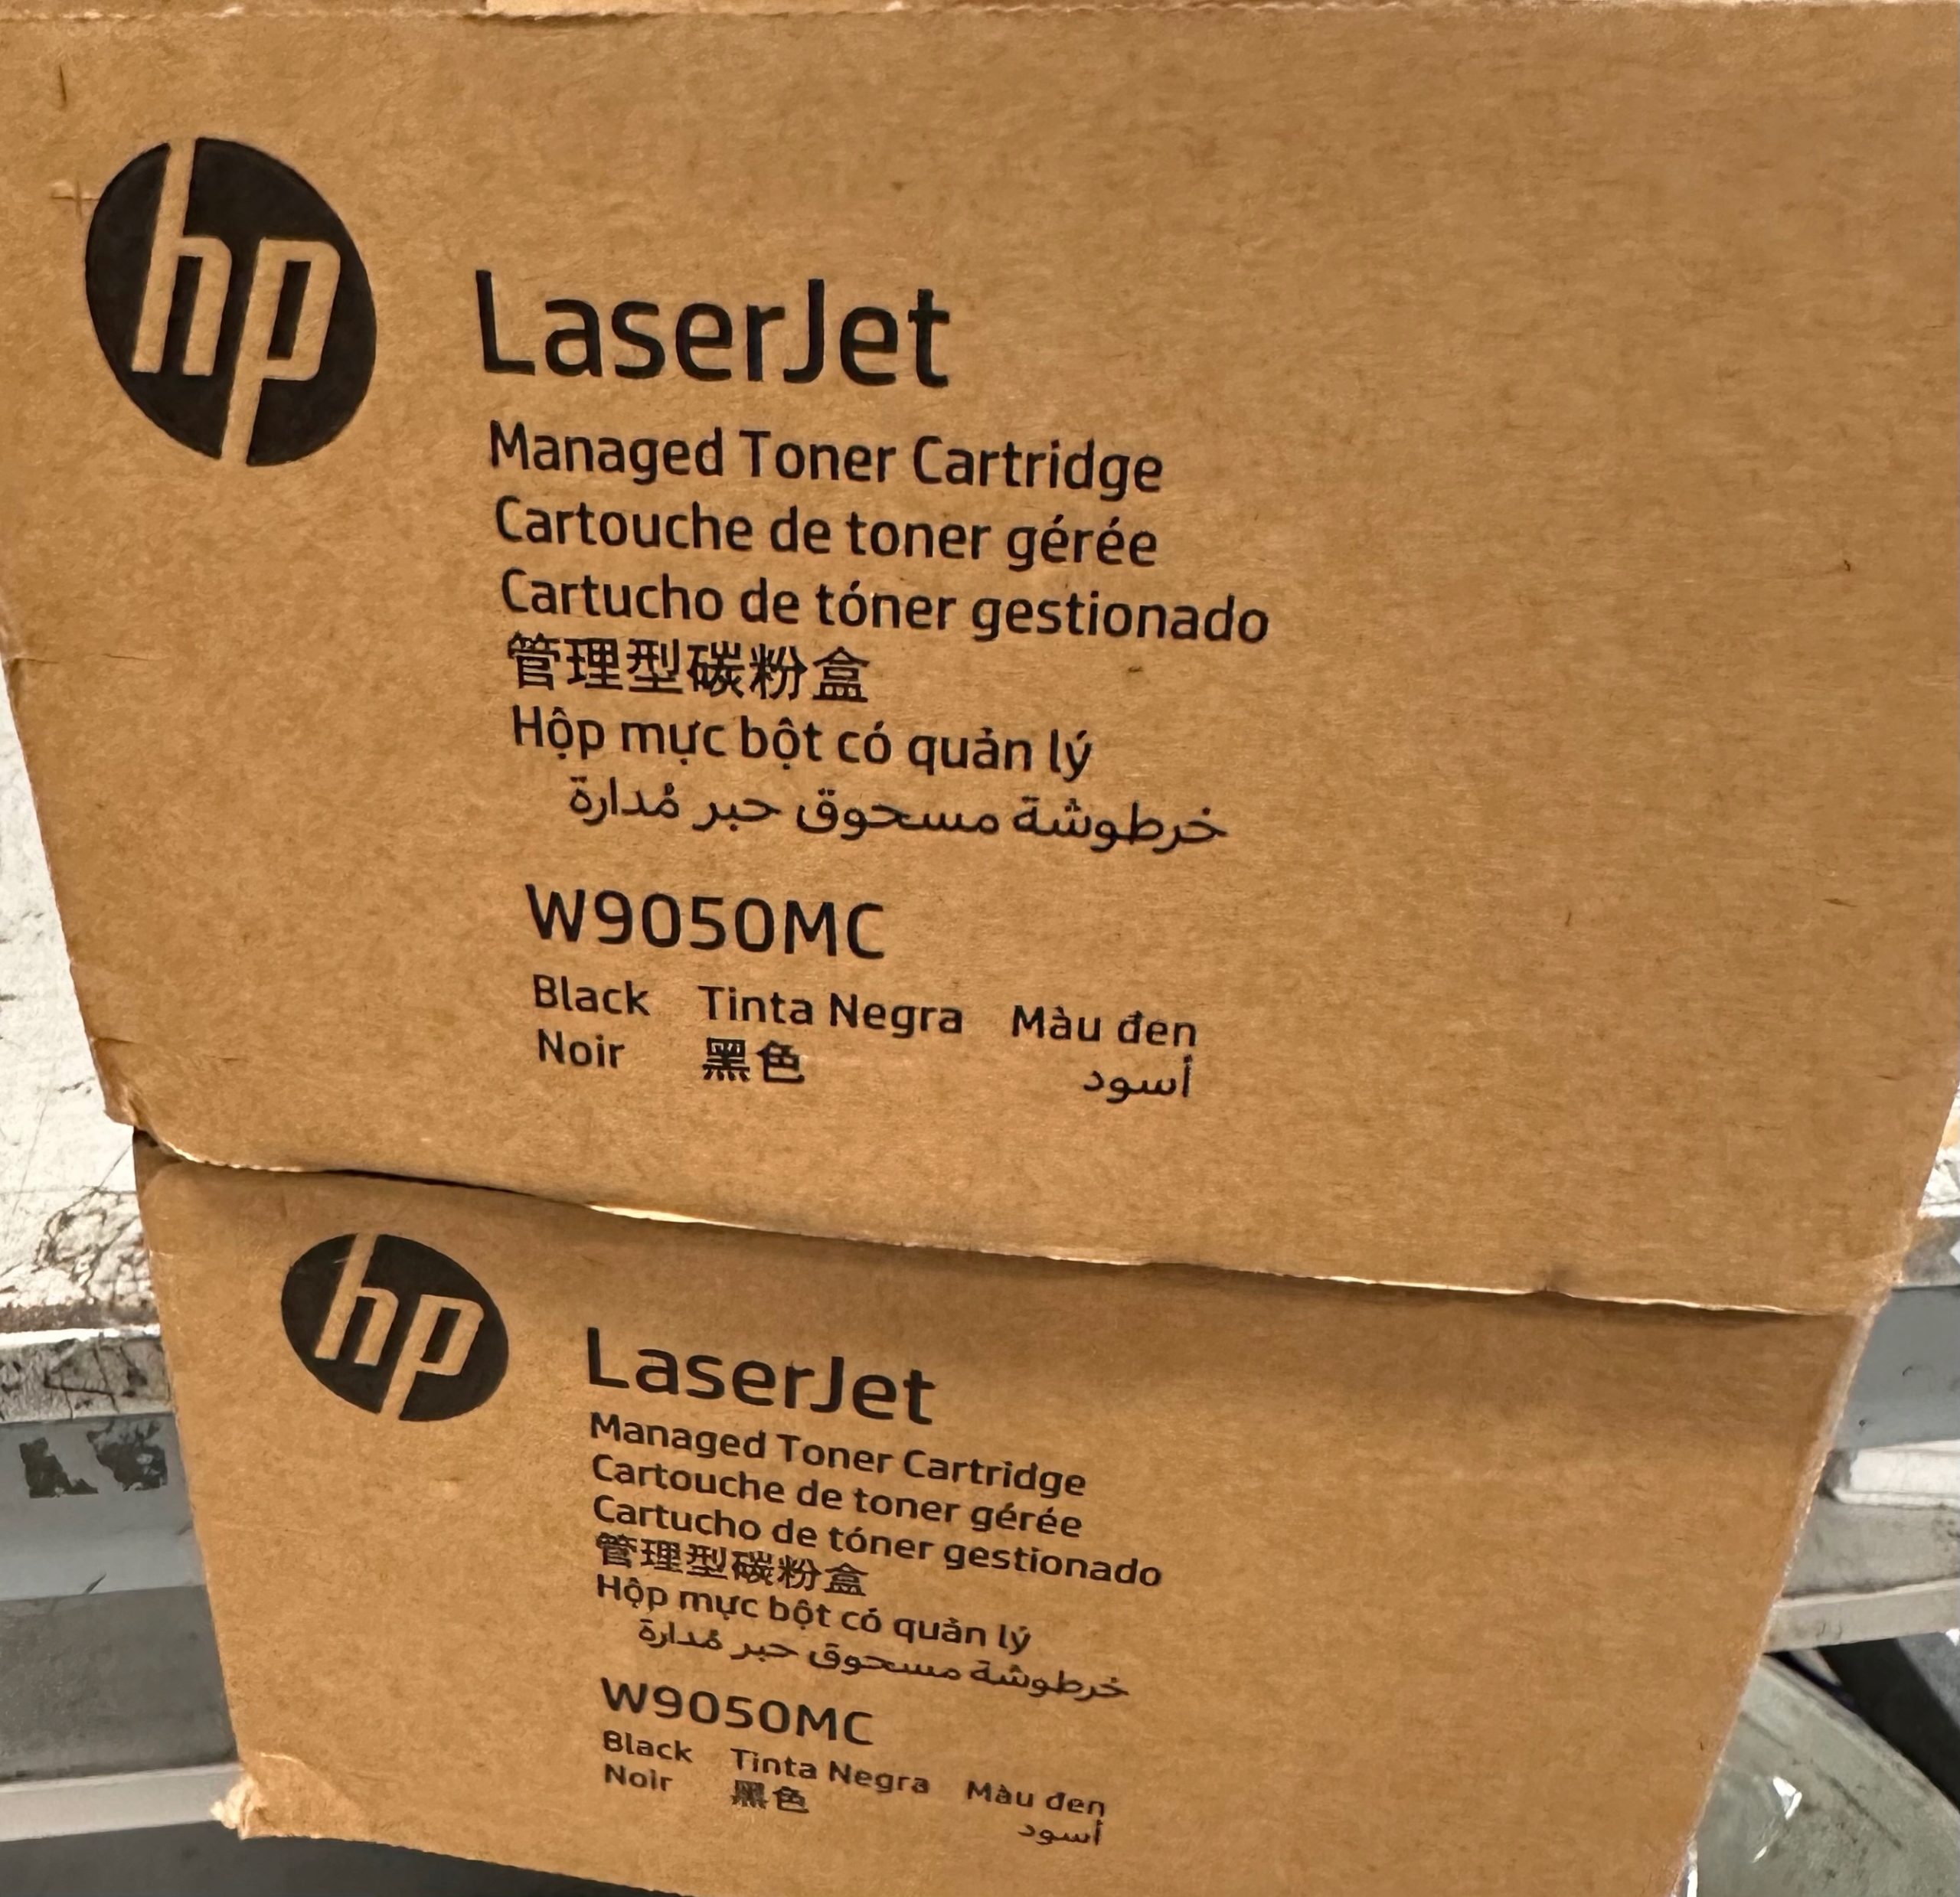 hp
LaserJet
Managed Toner Cartridge
Cartouche de toner gérée
Cartucho de tóner gestionado
管理型碳粉盒
Hộp mực bột có quản lý
خرطوشة مسحوق حبر مُدارة
W9050MC
Black Tinta Negra Màu đen
Noir 黑色 أسود
hp
LaserJet
Managed Toner Cartridge
Cartouche de toner gérée
Cartucho de tóner gestionado
管理型碳粉盒
Hộp mực bột có quản lý
خرطوشة مسحوق حبر مُدارة
W9050MC
Black Tinta Negra Màu đen
Noir 黑色 أسود